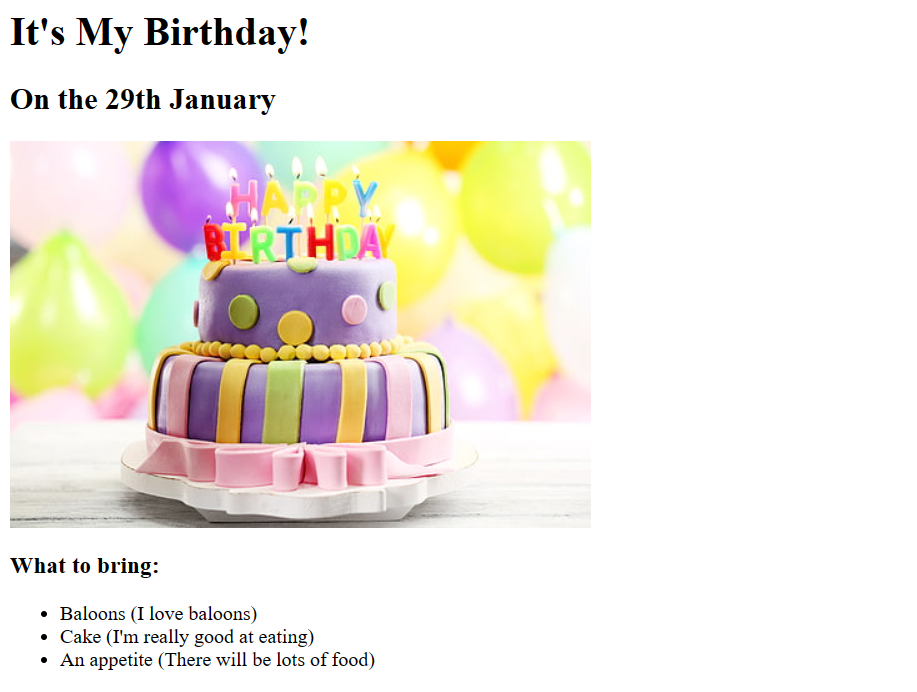 It's My Birthday!
On the 29th January
HAPPY
BIRTHDAY
What to bring:
Baloons (I love baloons)
Cake (I'm really good at eating)
An appetite (There will be lots of food)